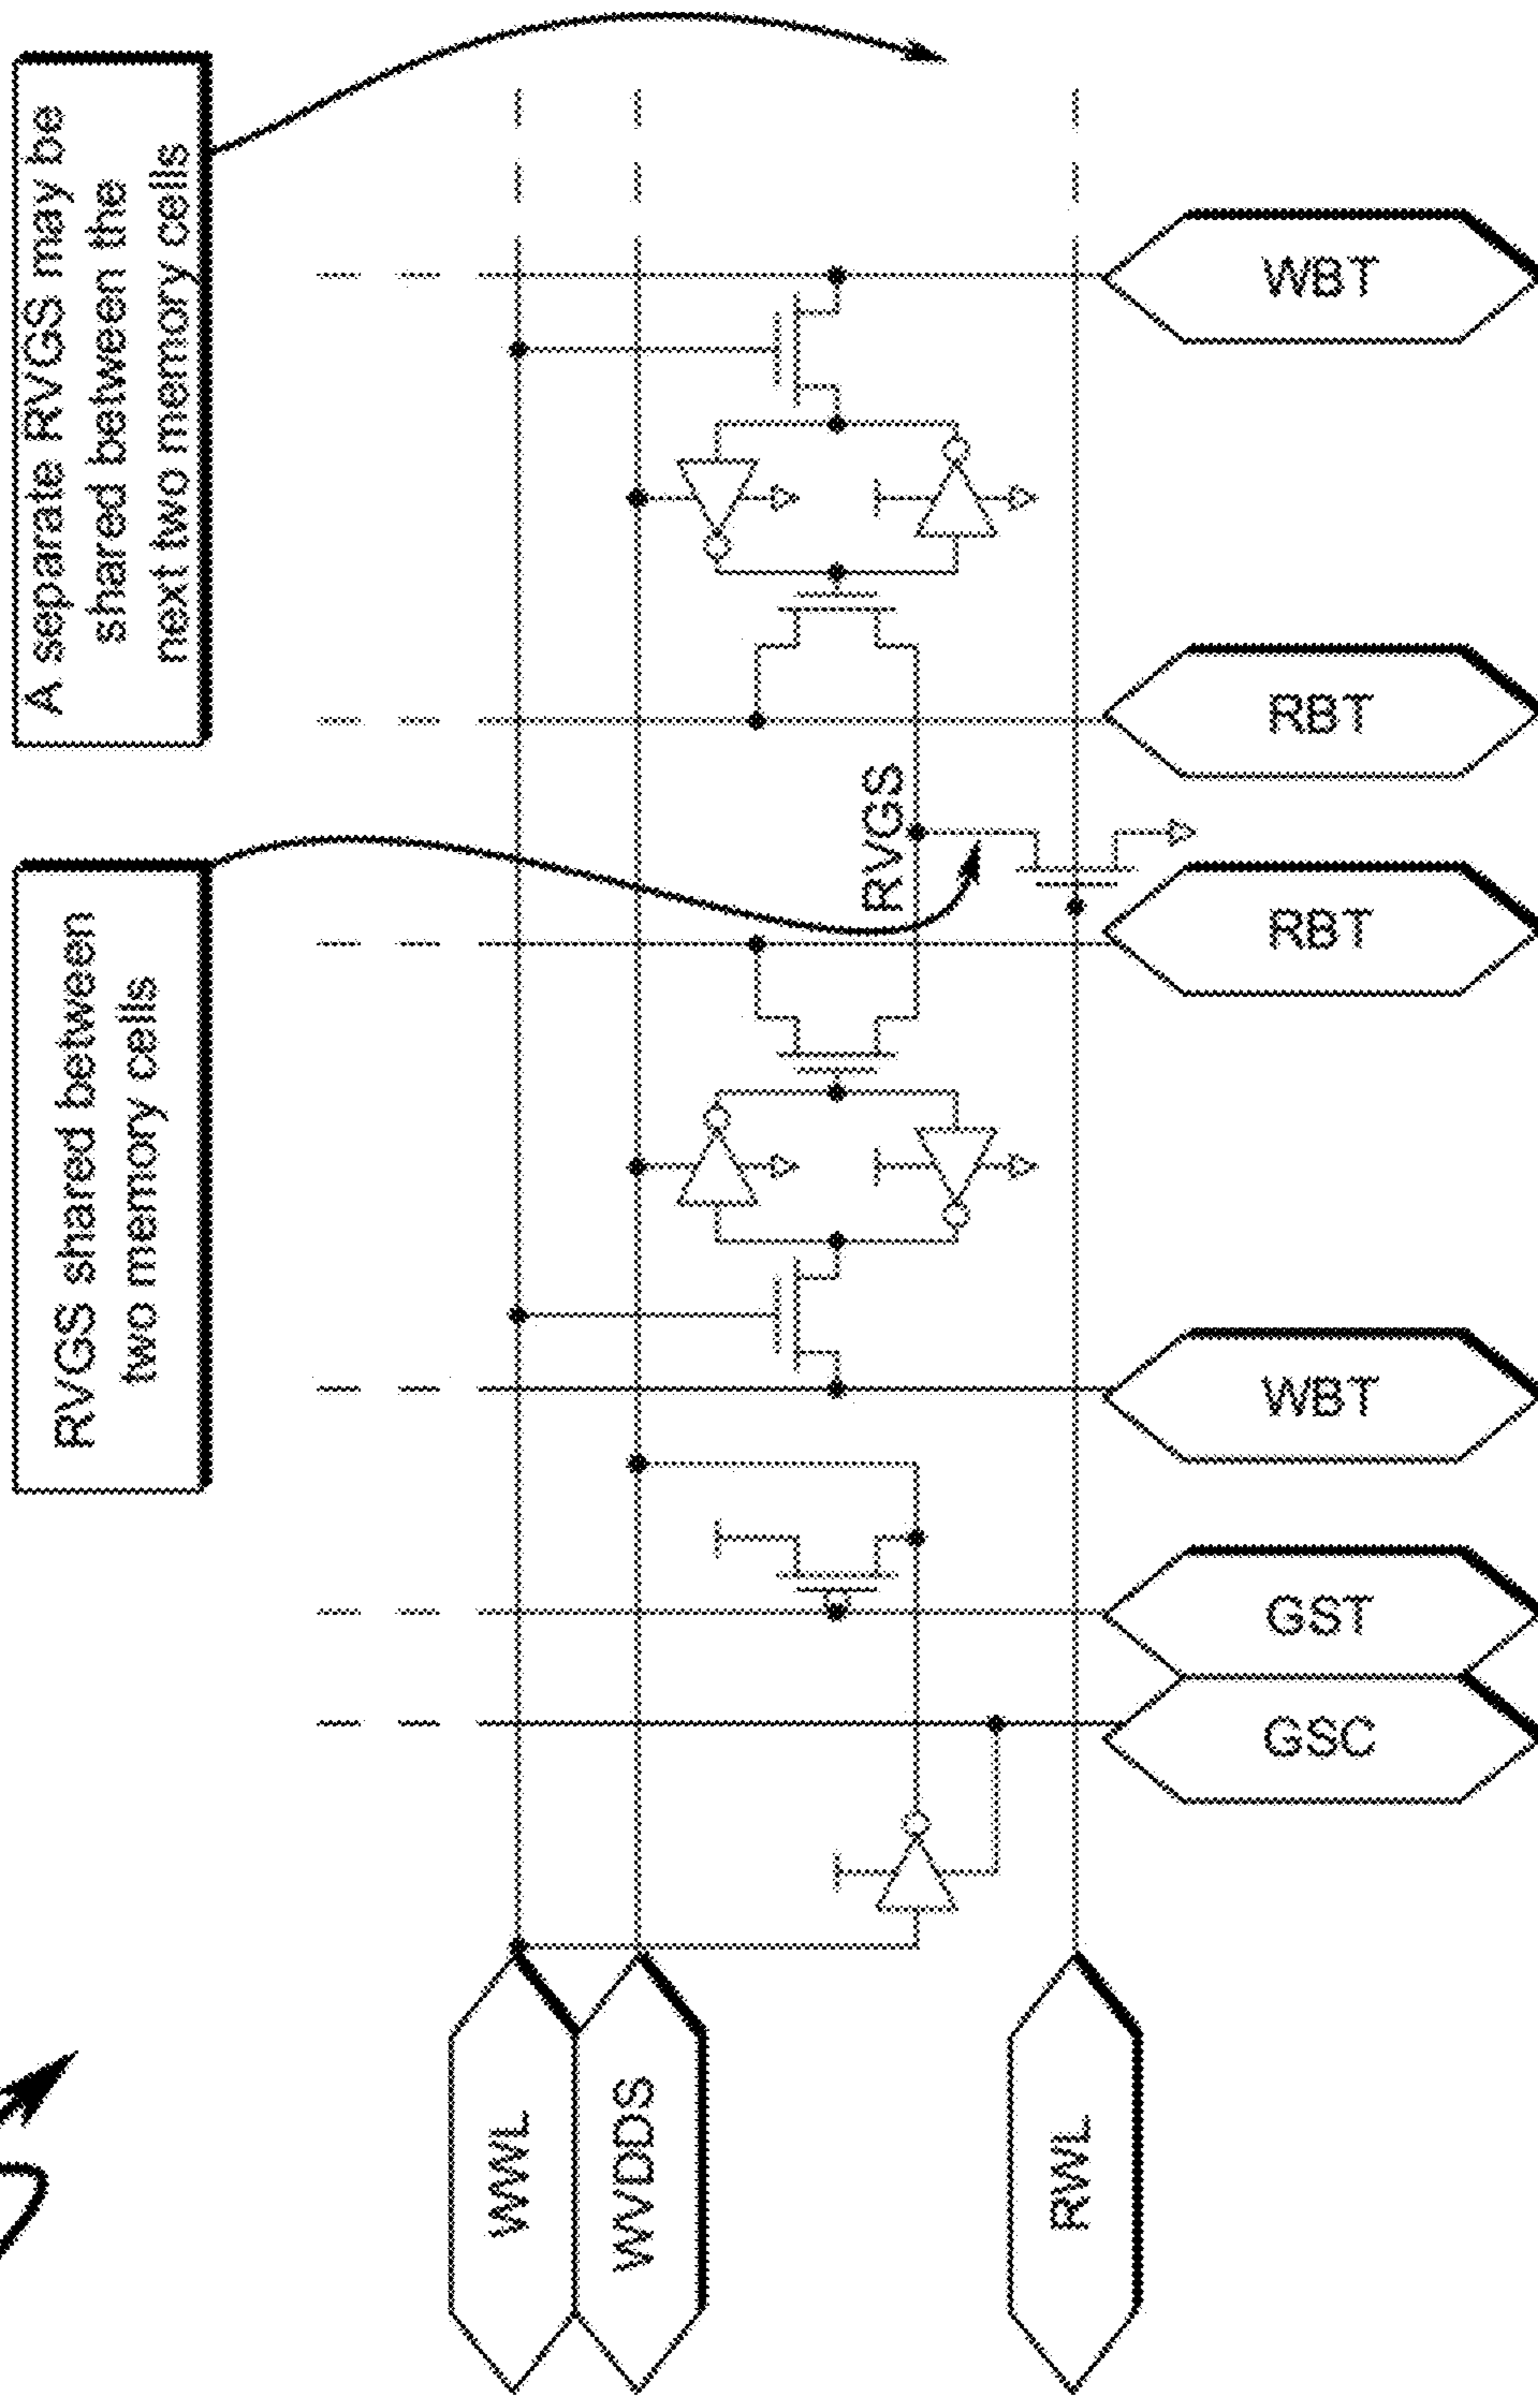 RVGS shared between
two memory cells
A separate RVGS may be
shared between the
next two memory cells
WWL
WVDDS
RVGS
RWL
GSC
GST
WBT
RBT
RBT
WBT